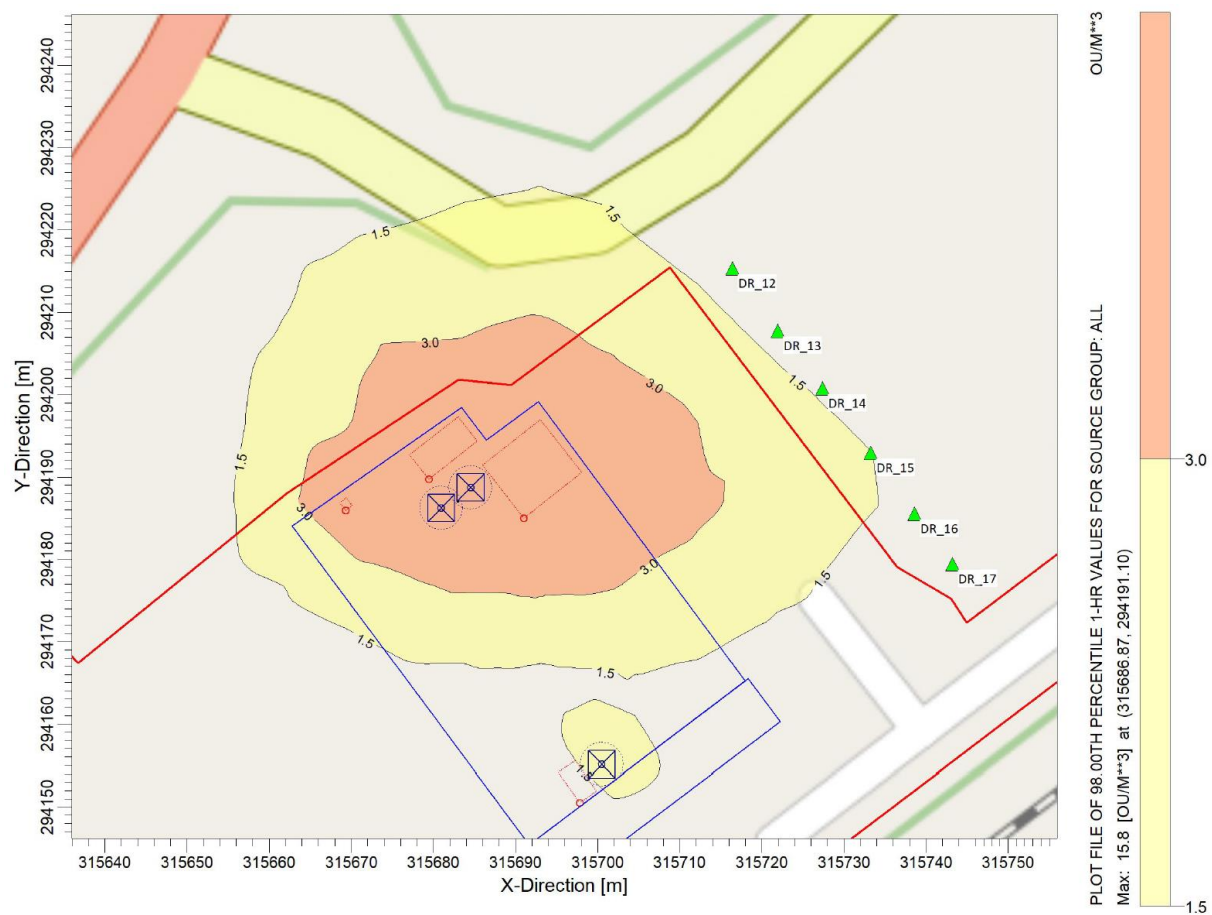 OU/M**3
PLOT FILE OF 98.00TH PERCENTILE 1-HR VALUES FOR SOURCE GROUP: ALL
Max: 15.8 [OU/M**3] at (315686.87, 294191.10)
3.0
1.5
Y-Direction [m]
294240
294230
294220
294210
294200
294190
294180
294170
294160
294150
1.5
1.5
DR_12
DR_13
3.0
3.0
1.5
DR_14
1.5
DR_15
3.0
DR_16
3.0
DR_17
1.5
1.5
1.5
315640 315650 315660 315670 315680 315690 315700 315710 315720 315730 315740 315750
X-Direction [m]